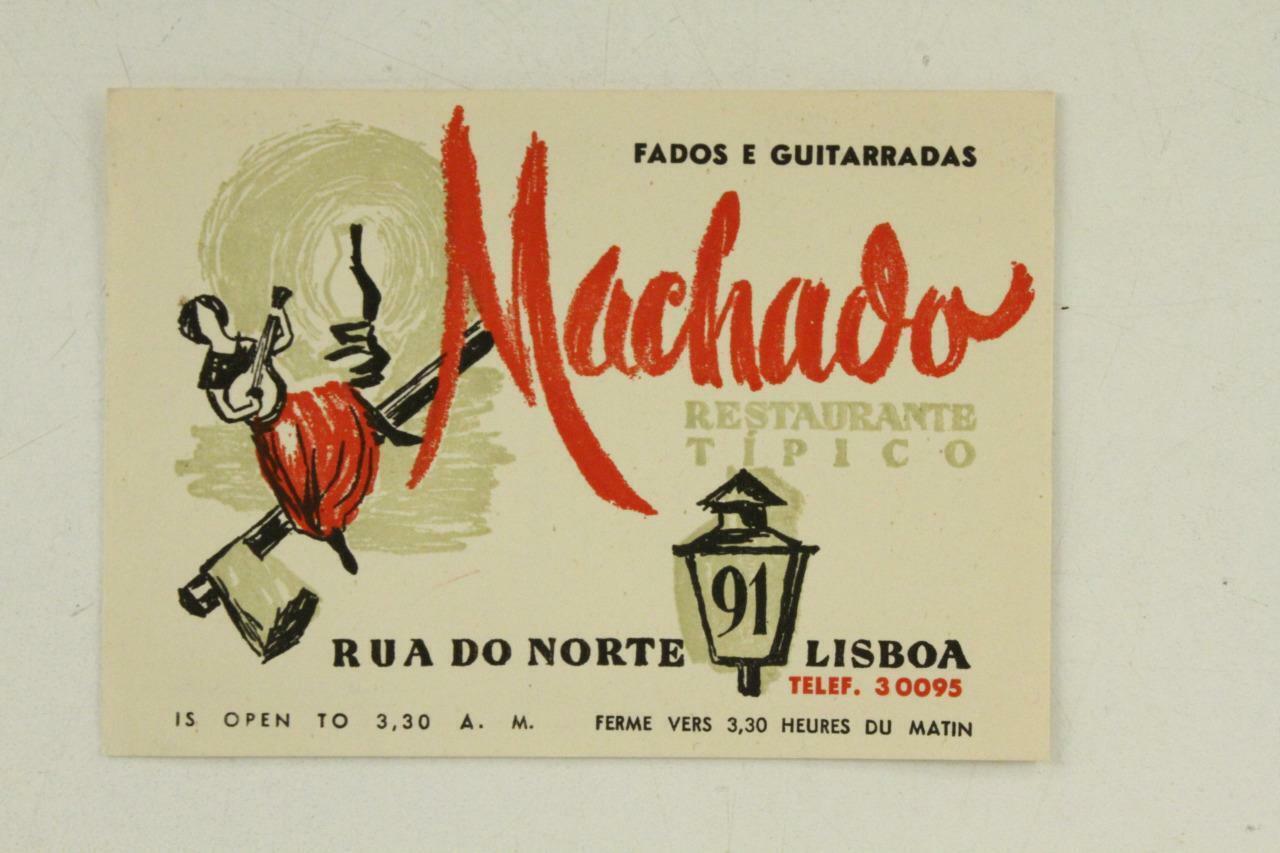 FADOS E GUITARRADAS
Machado
RESTAURANTE
TÍPICO
RUA DO NORTE 91 LISBOA
TELEF. 30095
IS OPEN TO 3,30 A. M. FERME VERS 3,30 HEURES DU MATIN